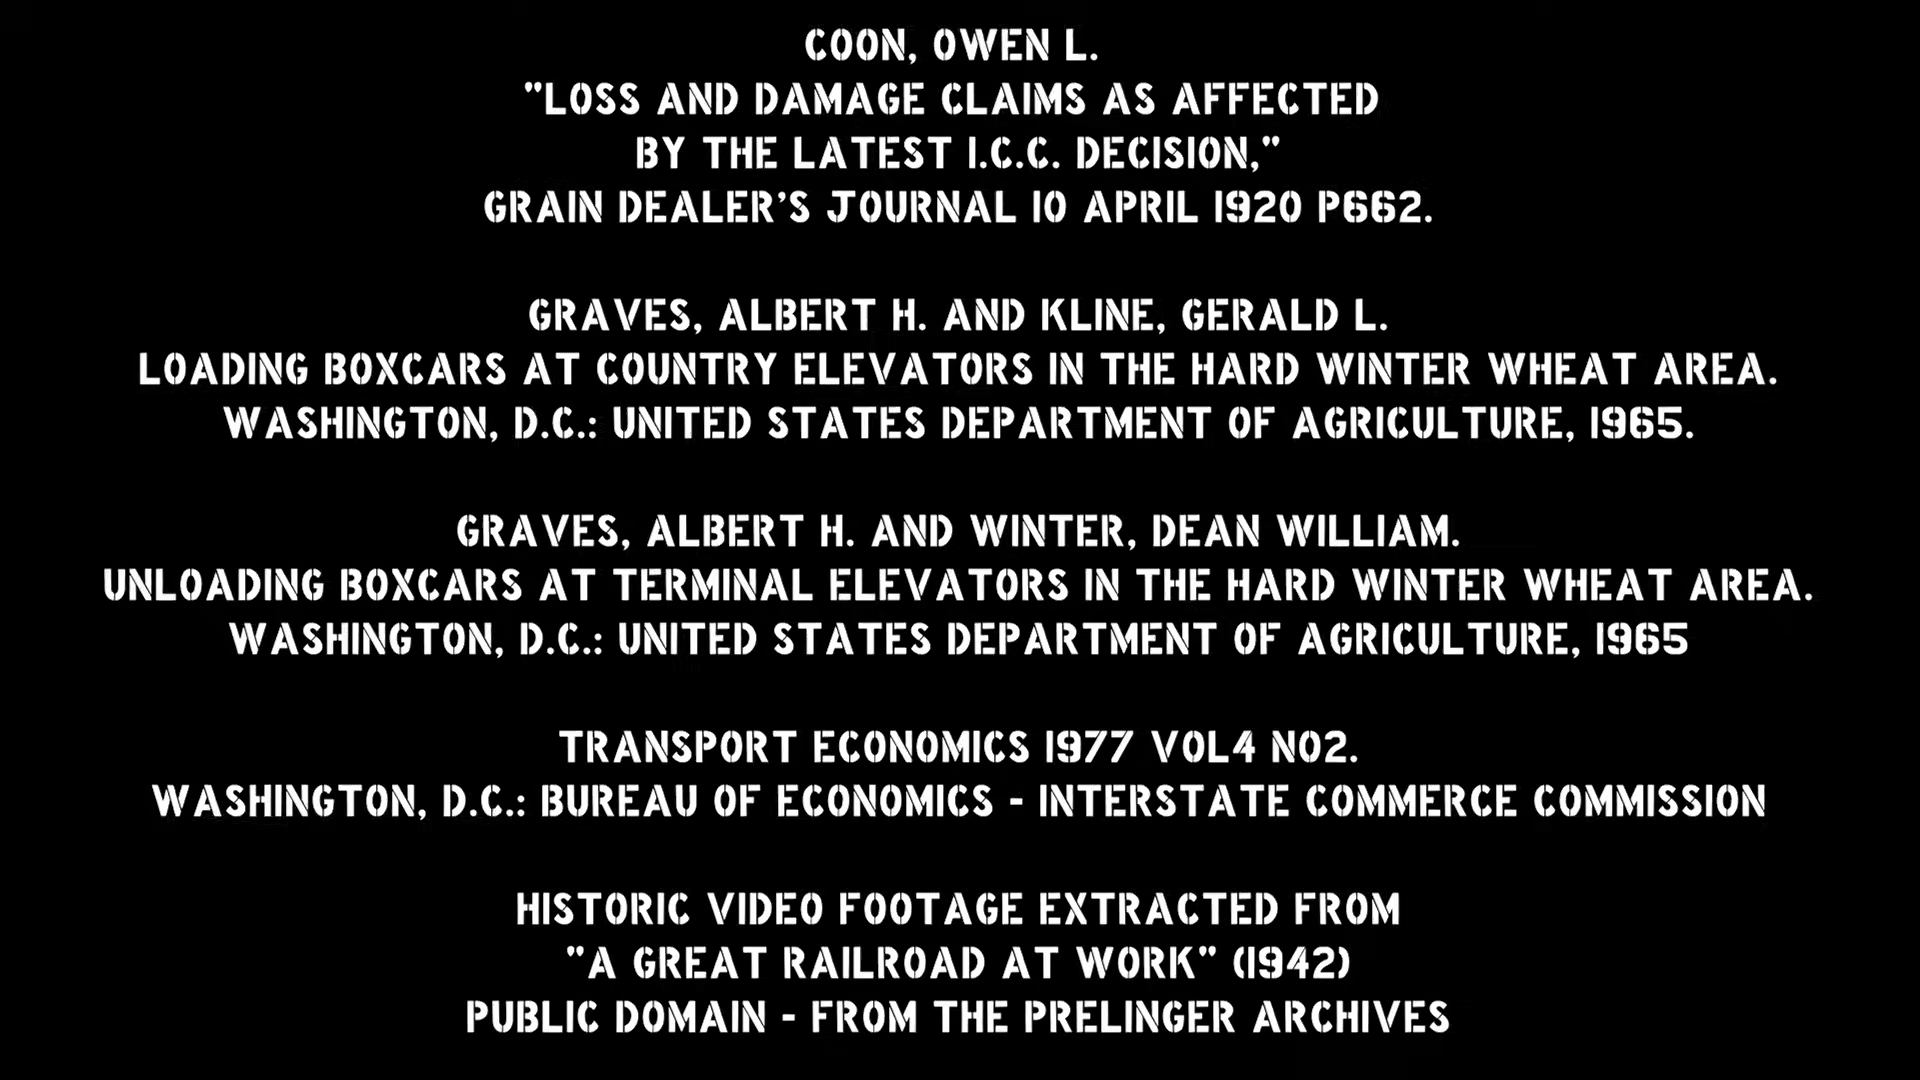 COON, OWEN L.
"LOSS AND DAMAGE CLAIMS AS AFFECTED
BY THE LATEST I.C.C. DECISION,"
GRAIN DEALER'S JOURNAL 10 APRIL 1920 P662.
GRAVES, ALBERT H. AND KLINE, GERALD L.
LOADING BOXCARS AT COUNTRY ELEVATORS IN THE HARD WINTER WHEAT AREA.
WASHINGTON, D.C.: UNITED STATES DEPARTMENT OF AGRICULTURE, 1965.
GRAVES, ALBERT H. AND WINTER, DEAN WILLIAM.
UNLOADING BOXCARS AT TERMINAL ELEVATORS IN THE HARD WINTER WHEAT AREA.
WASHINGTON, D.C.: UNITED STATES DEPARTMENT OF AGRICULTURE, 1965
TRANSPORT ECONOMICS 1977 VOL4 NO2.
WASHINGTON, D.C.: BUREAU OF ECONOMICS - INTERSTATE COMMERCE COMMISSION
HISTORIC VIDEO FOOTAGE EXTRACTED FROM
"A GREAT RAILROAD AT WORK" (1942)
PUBLIC DOMAIN - FROM THE PRELINGER ARCHIVES